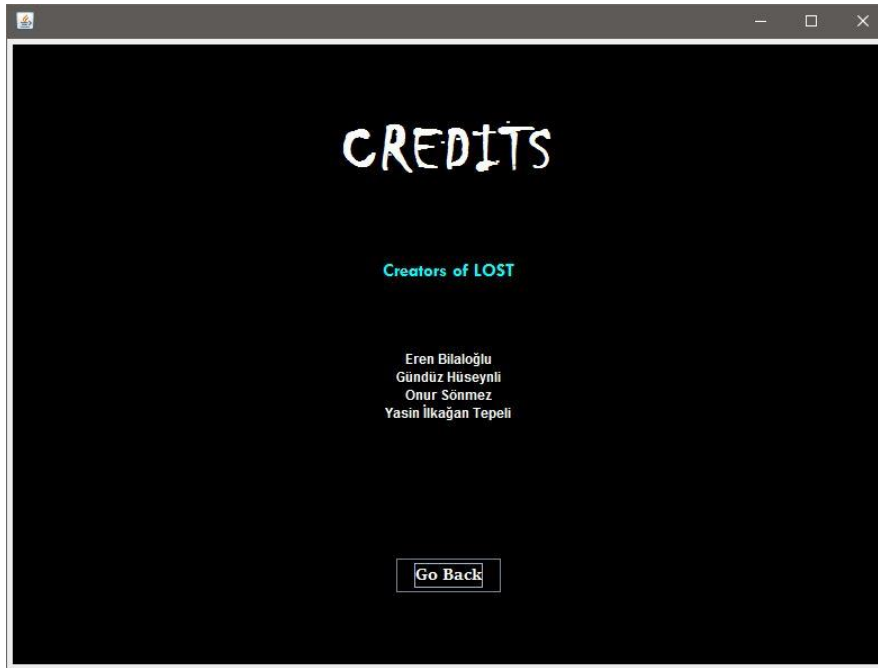 CREDITS
Creators of LOST
Eren Bilaloğlu
Gündüz Hüseynli
Onur Sönmez
Yasin İlkağan Tepeli
Go Back